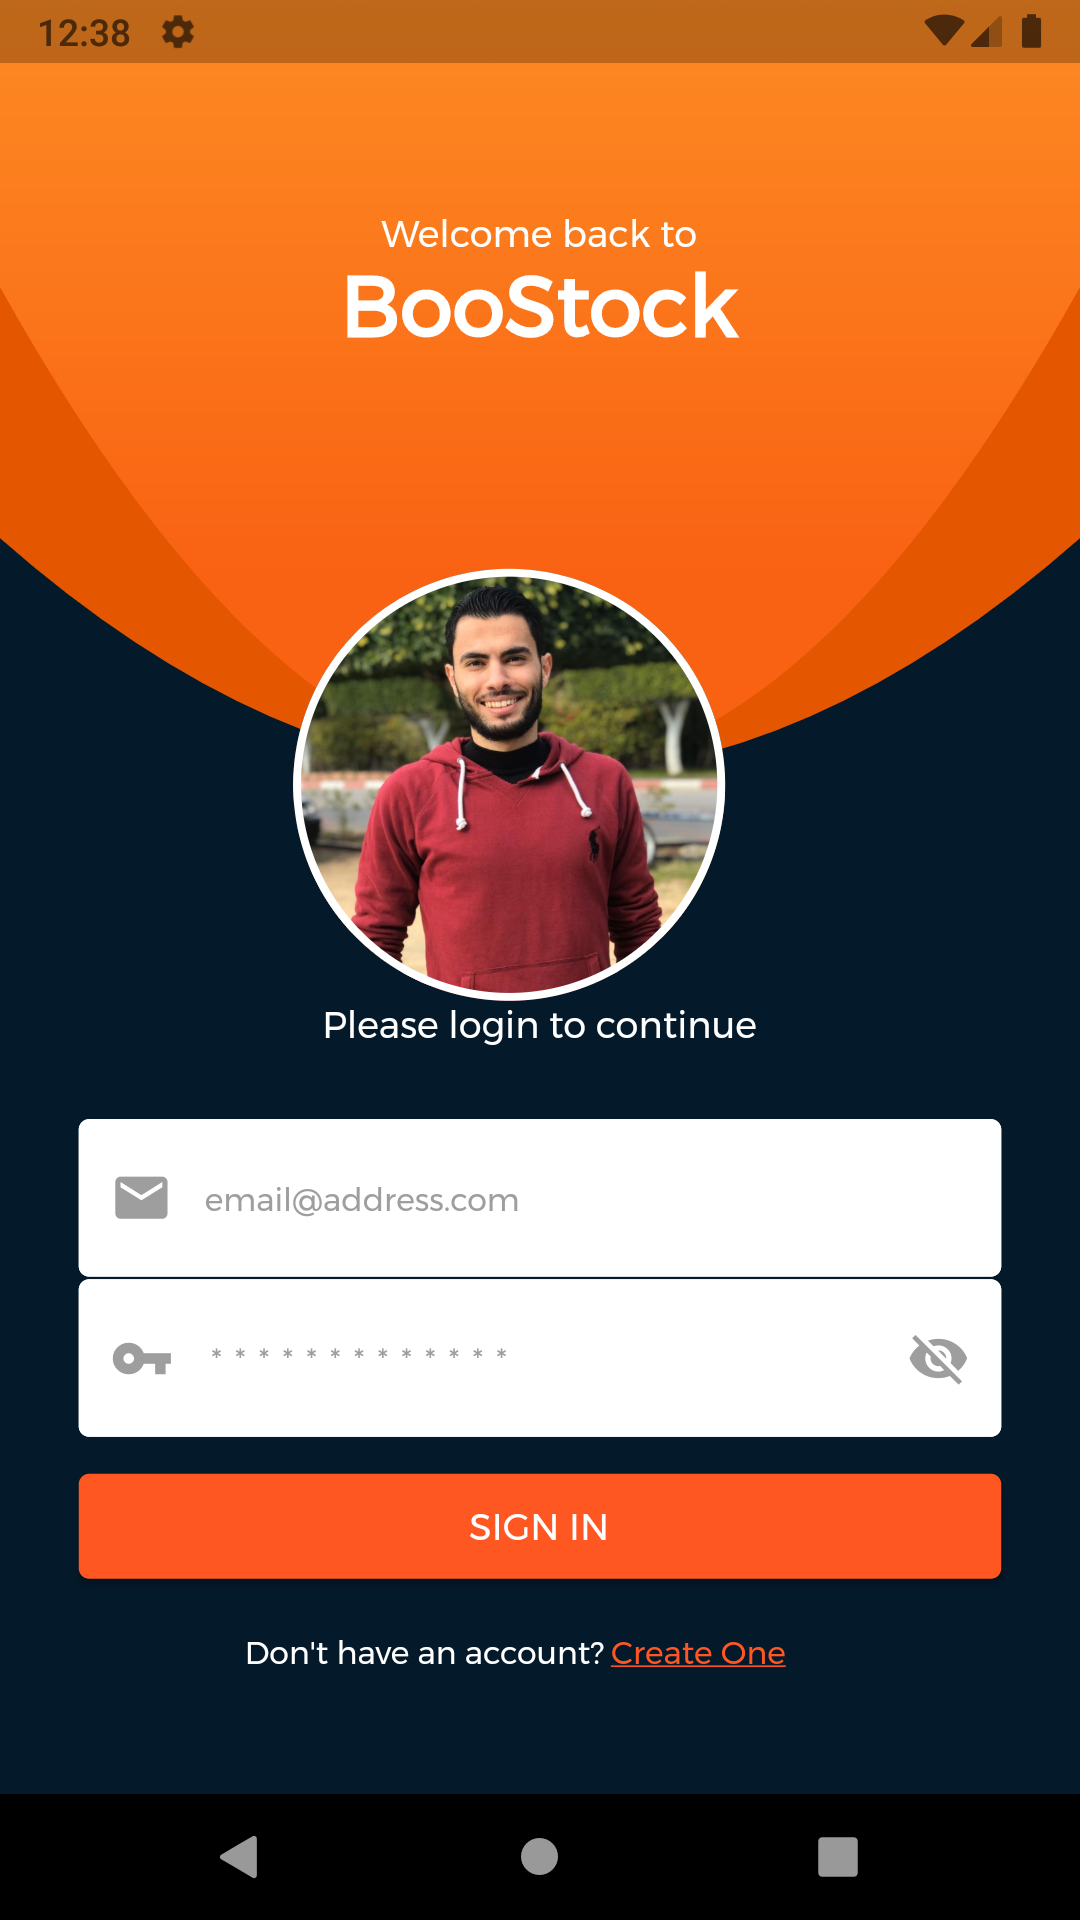 12:38
Welcome back to
BooStock
Please login to continue
email@address.com
* * * * * * * * * * * * *
SIGN IN
Don't have an account? Create One